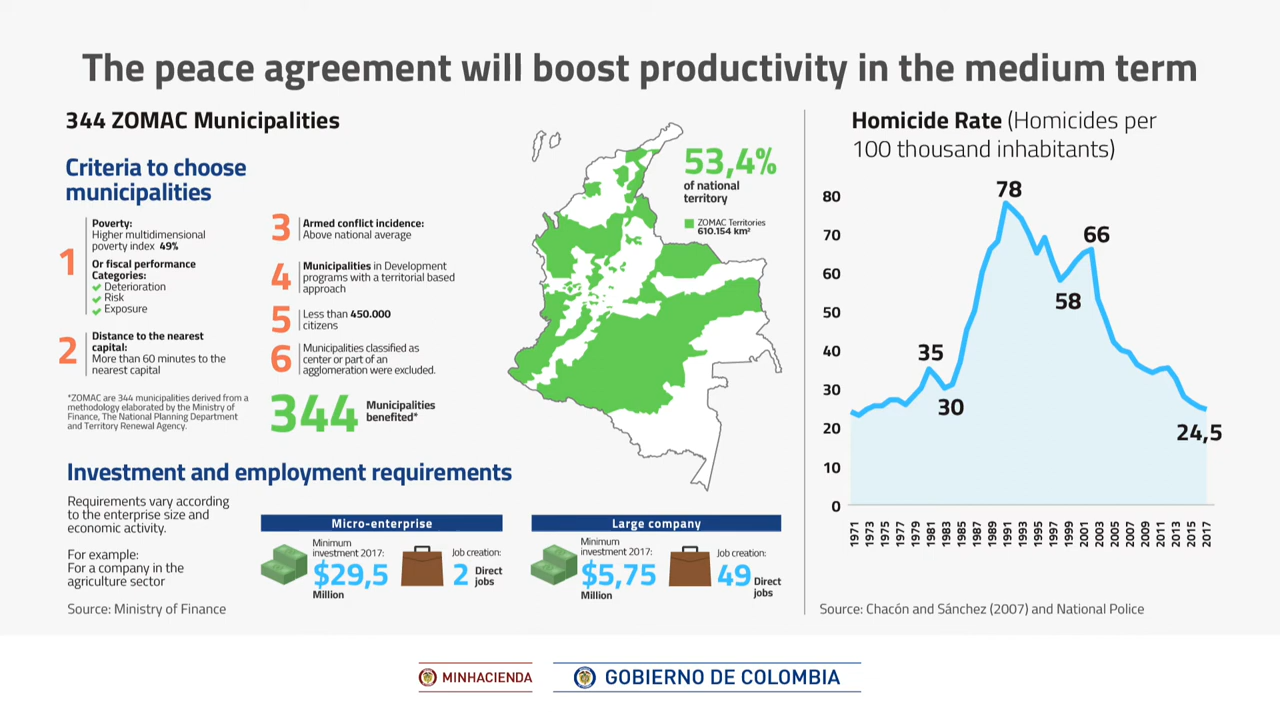 The peace agreement will boost productivity in the medium term
344 ZOMAC Municipalities
Criteria to choose
municipalities
1
Poverty:
Higher multidimensional
poverty index 49%
Or fiscal performance
Categories:
Deterioration
Risk
Exposure
2
Distance to the nearest
capital:
More than 60 minutes to the
nearest capital
*ZOMAC are 344 municipalities derived from a
methodology elaborated by the Ministry of
Finance, The National Planning Department
and Territory Renewal Agency.
3
Armed conflict incidence:
Above national average
4
Municipalities in Development
programs with a territorial based
approach
5
Less than 450.000
citizens
6
Municipalities classified as
center or part of an
agglomeration were excluded.
344
Municipalities
benefited*
53,4%
of national
territory
ZOMAC Territories
610.154 km²
Investment and employment requirements
Requirements vary according
to the enterprise size and
economic activity.
For example:
For a company in the
agriculture sector
Micro-enterprise
Minimum
investment 2017:
$29,5
Million
Job creation:
2 Direct
jobs
Large company
Minimum
investment 2017:
$5,75
Million
Job creation:
49 Direct
jobs
Source: Ministry of Finance
Homicide Rate (Homicides per
100 thousand inhabitants)
80
70
60
50
40
30
20
10
0
35
30
78
58
66
24,5
1971
1973
1975
1977
1979
1981
1983
1985
1987
1989
1991
1993
1995
1997
1999
2001
2003
2005
2007
2009
2011
2013
2015
2017
Source: Chacón and Sánchez (2007) and National Police
MINHACIENDA
GOBIERNO DE COLOMBIA